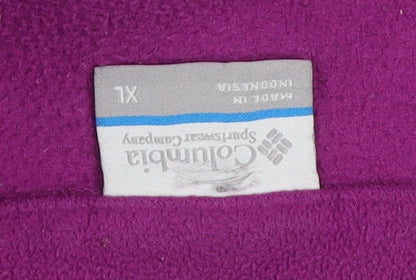 Columbia
Sportswear Company
XL
MADE IN
INDONESIA